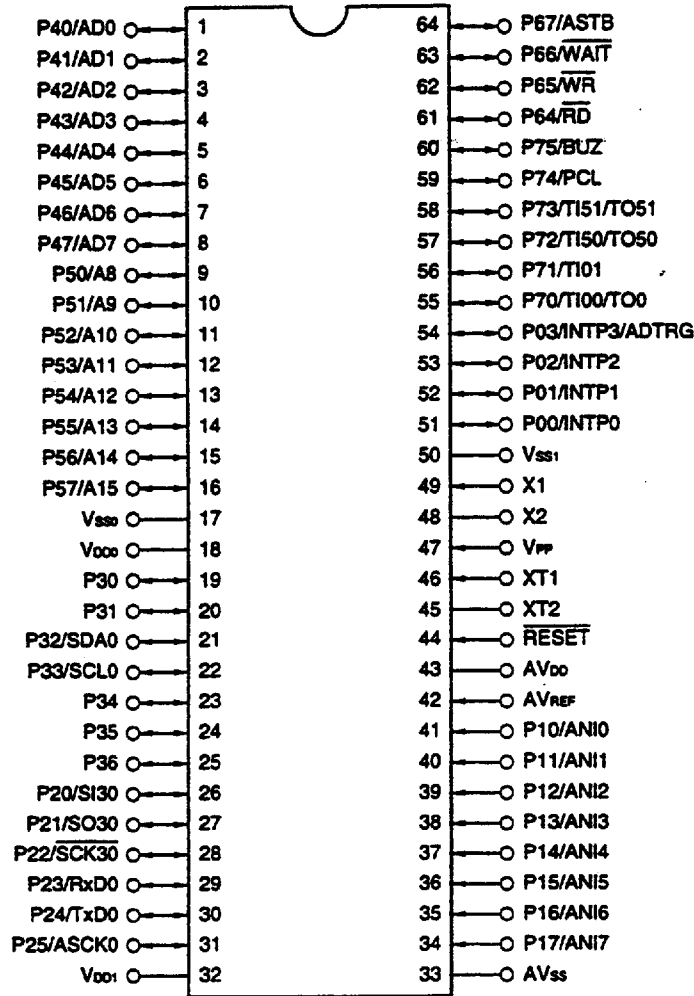 P40/AD0 1 64 P67/ASTB
P41/AD1 2 63 P66/WAIT
P42/AD2 3 62 P65/WR
P43/AD3 4 61 P64/RD
P44/AD4 5 60 P75/BUZ
P45/AD5 6 59 P74/PCL
P46/AD6 7 58 P73/TI51/TO51
P47/AD7 8 57 P72/TI50/TO50
P50/A8 9 56 P71/TI01
P51/A9 10 55 P70/TI00/TO0
P52/A10 11 54 P03/INTP3/ADTRG
P53/A11 12 53 P02/INTP2
P54/A12 13 52 P01/INTP1
P55/A13 14 51 P00/INTP0
P56/A14 15 50 VSS1
P57/A15 16 49 X1
VSS0 17 48 X2
VDD0 18 47 VPP
P30 19 46 XT1
P31 20 45 XT2
P32/SDA0 21 44 RESET
P33/SCL0 22 43 AVDD
P34 23 42 AVREF
P35 24 41 P10/ANI0
P36 25 40 P11/ANI1
P20/SI30 26 39 P12/ANI2
P21/SO30 27 38 P13/ANI3
P22/SCK30 28 37 P14/ANI4
P23/RxD0 29 36 P15/ANI5
P24/TxD0 30 35 P16/ANI6
P25/ASCK0 31 34 P17/ANI7
VDD1 32 33 AVSS